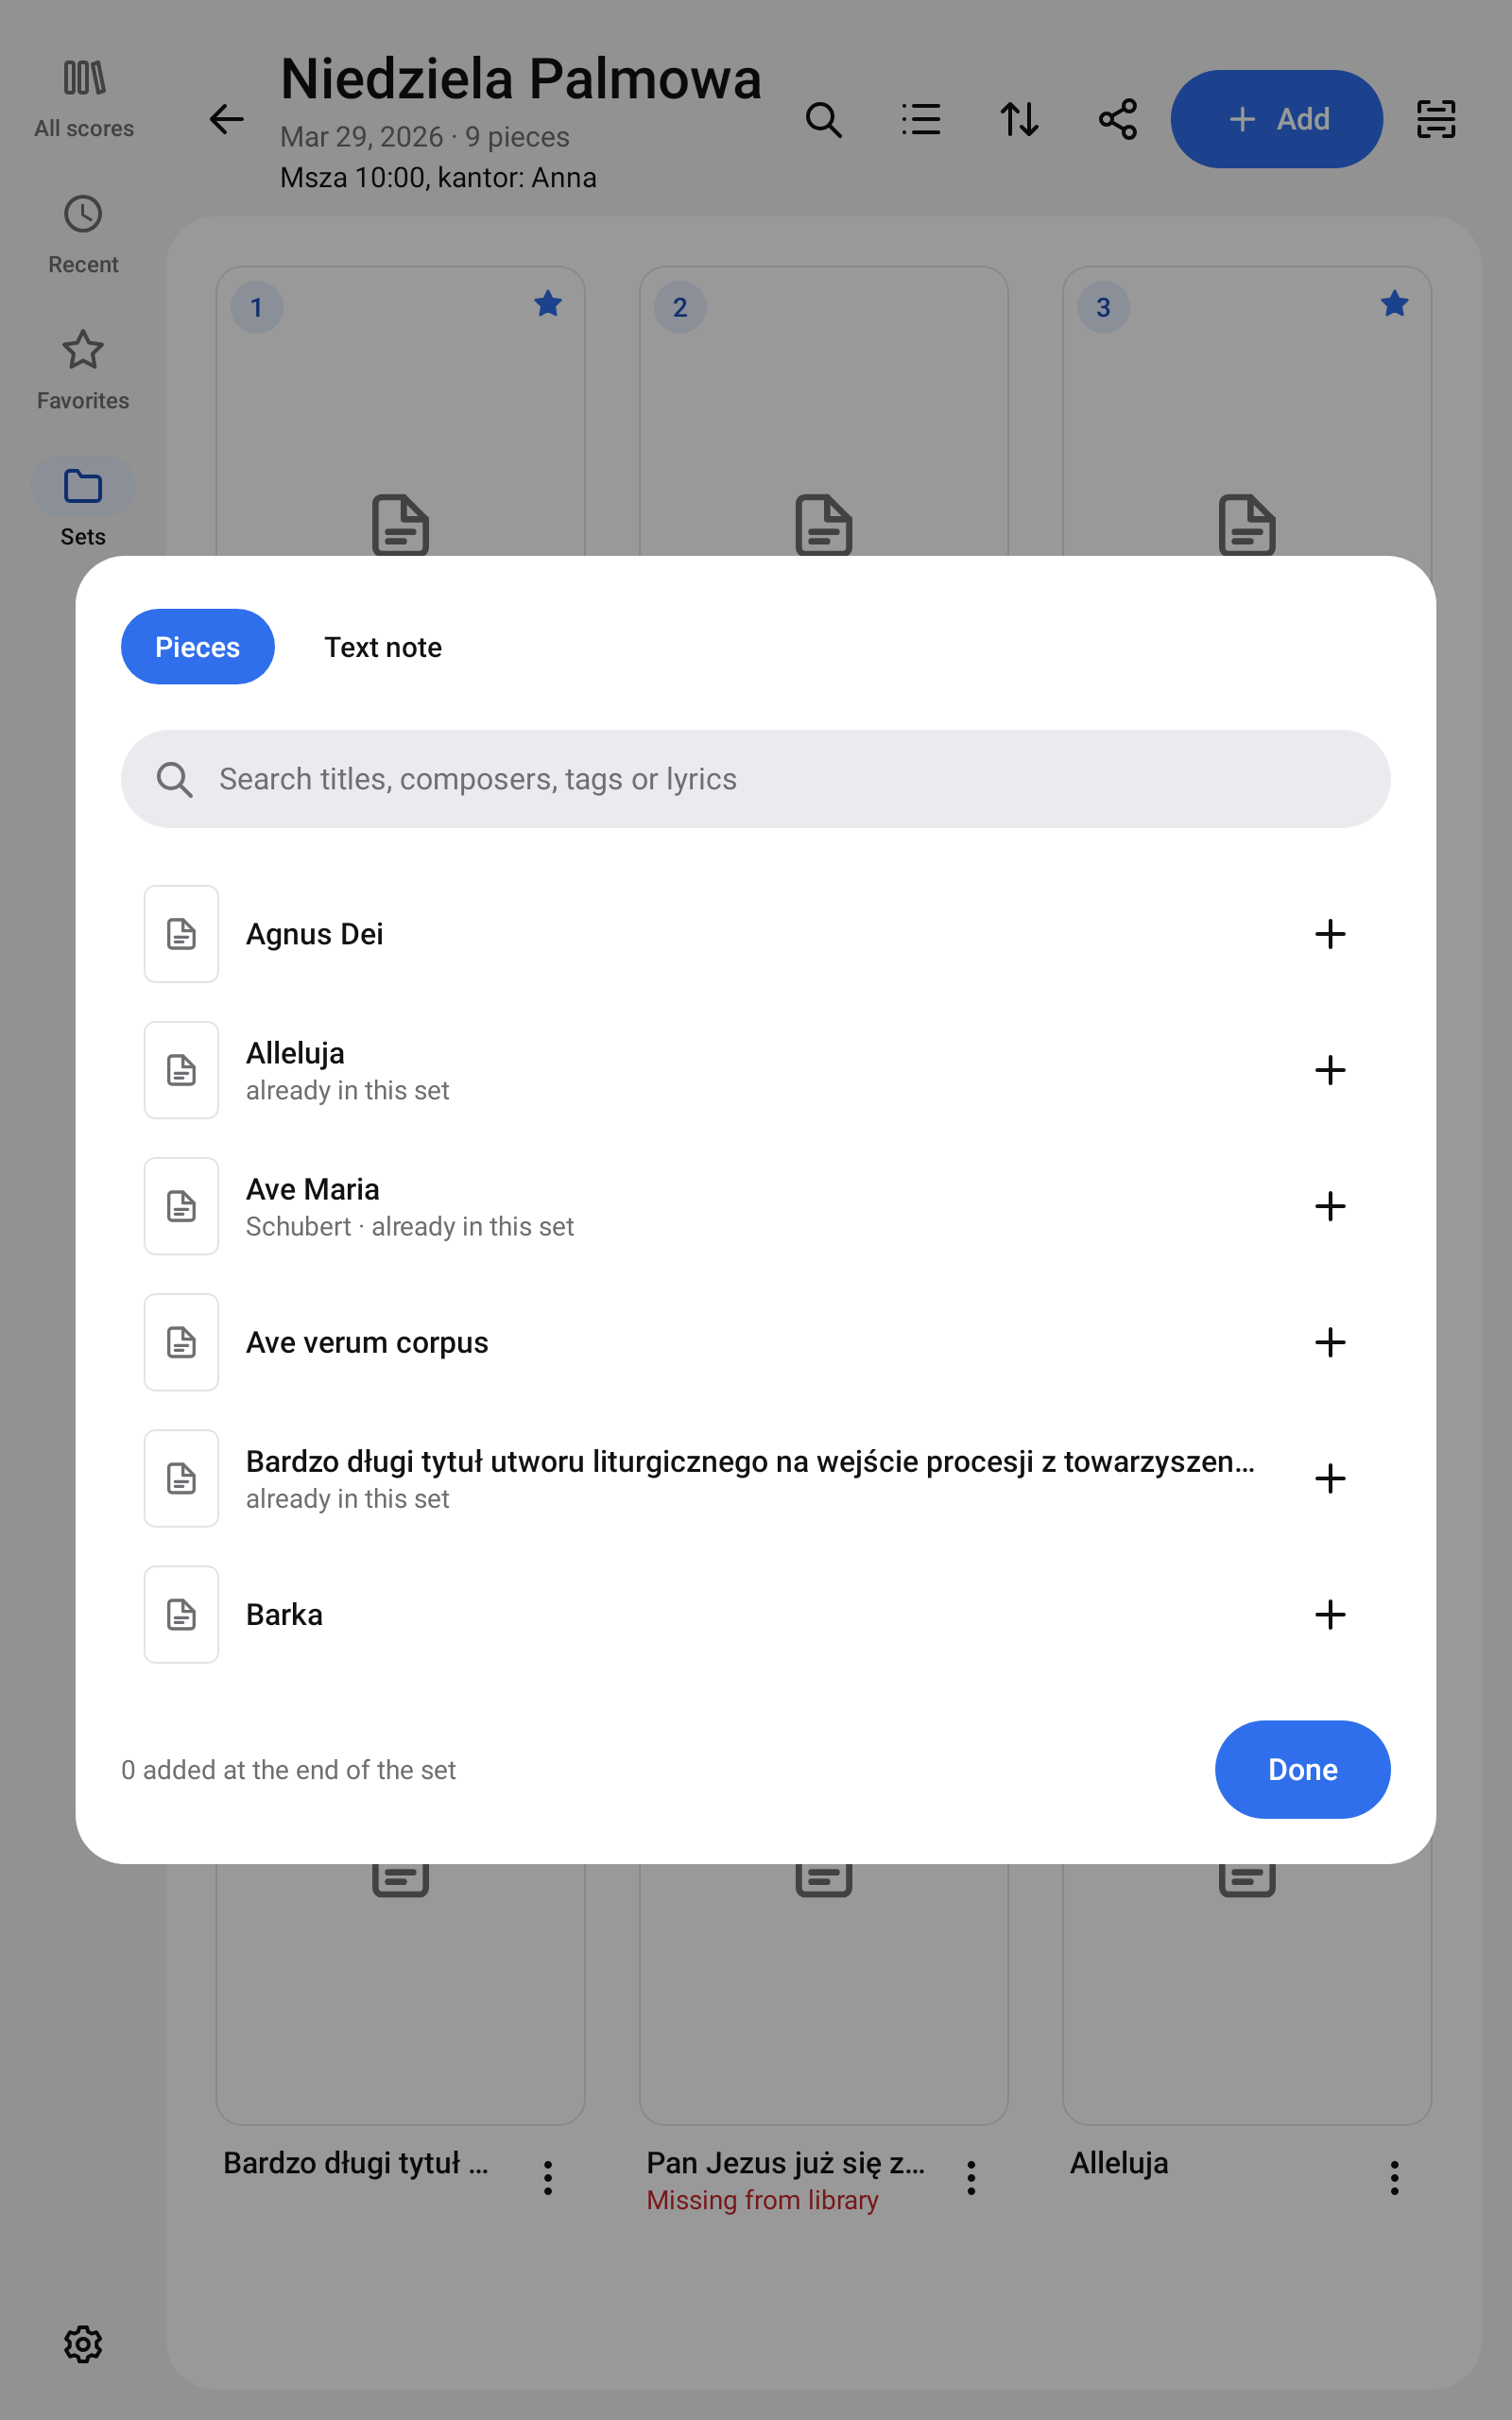 All scores
Recent
Favorites
Sets
Niedziela Palmowa
Mar 29, 2026 · 9 pieces
Msza 10:00, kantor: Anna
Add
1
2
3
Pieces
Text note
Search titles, composers, tags or lyrics
Agnus Dei
Alleluja
already in this set
Ave Maria
Schubert · already in this set
Ave verum corpus
Bardzo długi tytuł utworu liturgicznego na wejście procesji z towarzyszen...
already in this set
Barka
0 added at the end of the set
Done
Bardzo długi tytuł ...
Pan Jezus już się z...
Missing from library
Alleluja